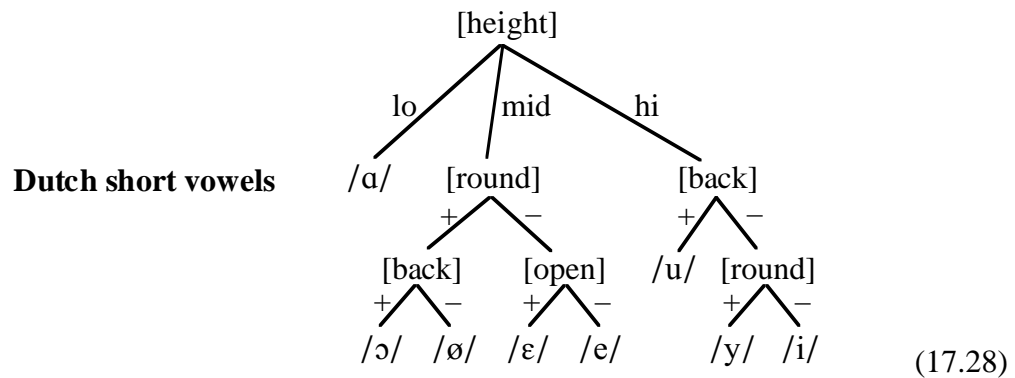 [height]
lo mid hi
Dutch short vowels /ɑ/ [round] [back]
+ − + −
[back] [open] /u/ [round]
+ − + − + −
/ɔ/ /ø/ /ɛ/ /e/ /y/ /i/ (17.28)